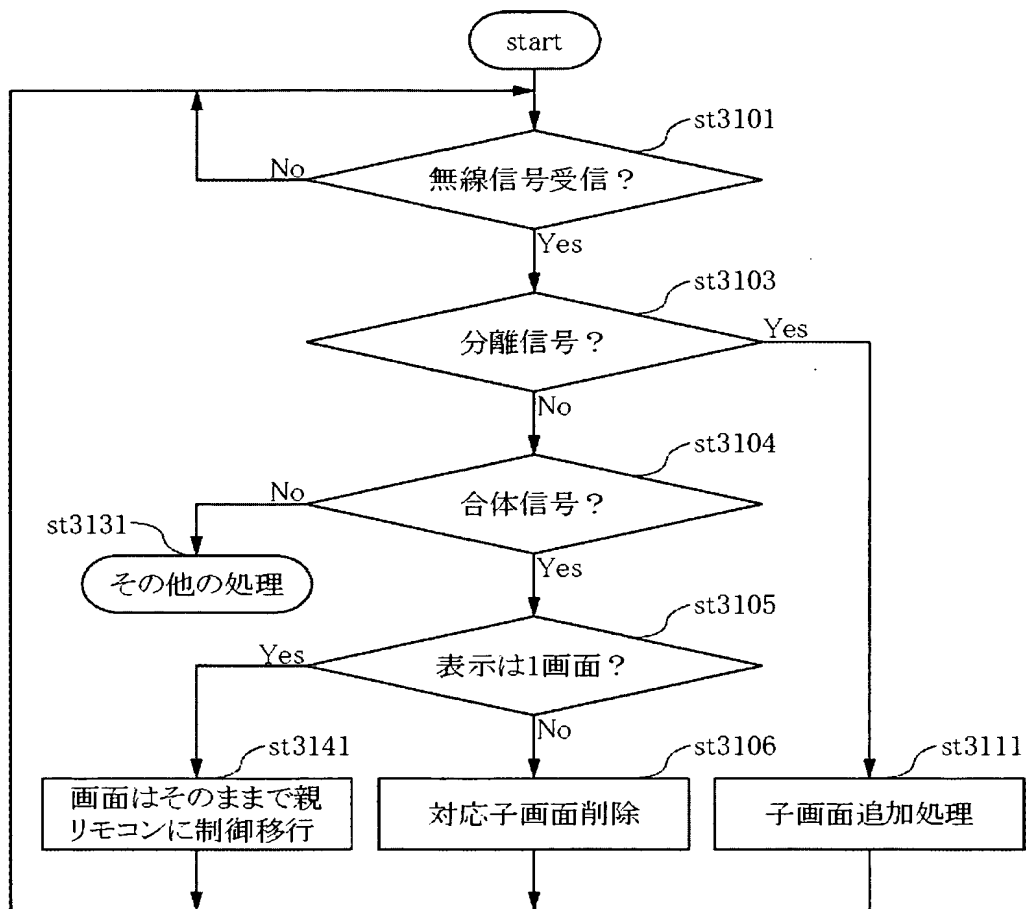 start
st3101
無線信号受信？
No
Yes
st3103
分離信号？
Yes
No
st3104
合体信号？
No
st3131
その他の処理
Yes
st3105
表示は1画面？
Yes
No
st3141
画面はそのままで親
リモコンに制御移行
st3106
対応子画面削除
st3111
子画面追加処理